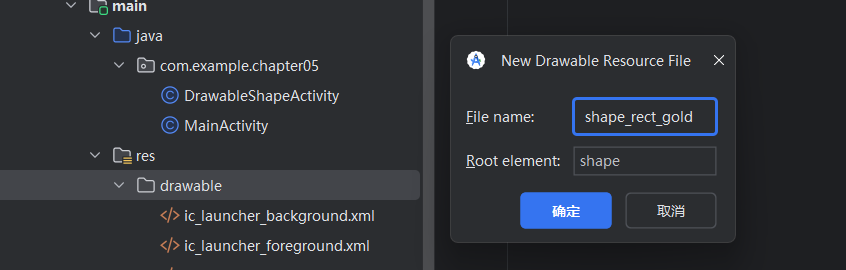 main
java
com.example.chapter05
DrawableShapeActivity
MainActivity
res
drawable
ic_launcher_background.xml
ic_launcher_foreground.xml
New Drawable Resource File
File name: shape_rect_gold
Root element: shape
确定 取消